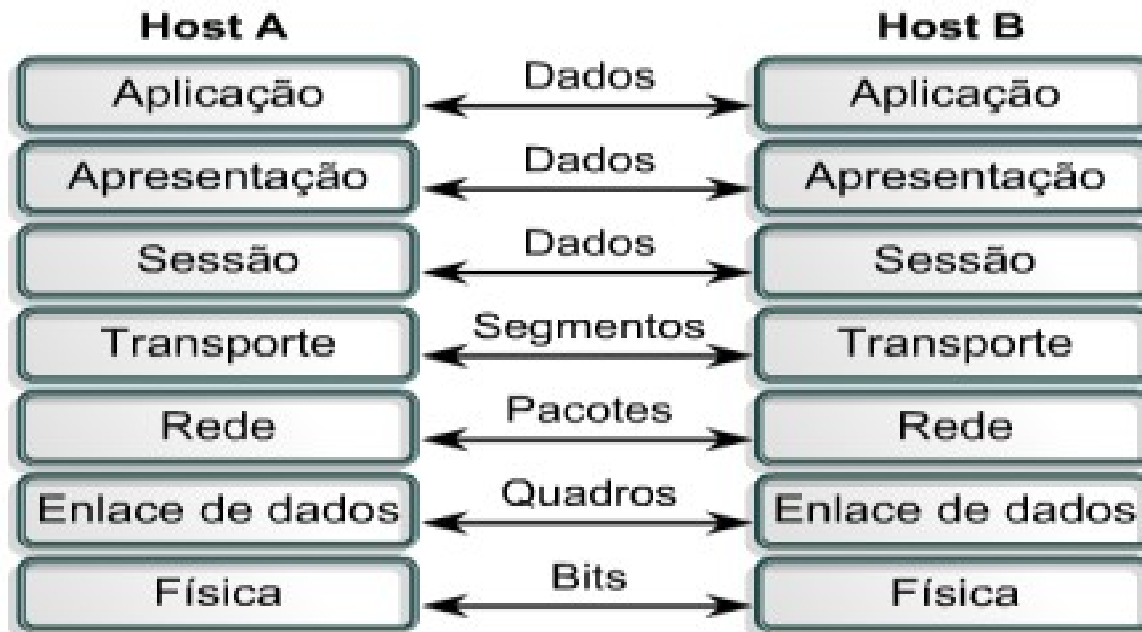 Host A Host B
Aplicação Dados Aplicação
Apresentação Dados Apresentação
Sessão Dados Sessão
Transporte Segmentos Transporte
Rede Pacotes Rede
Enlace de dados Quadros Enlace de dados
Física Bits Física